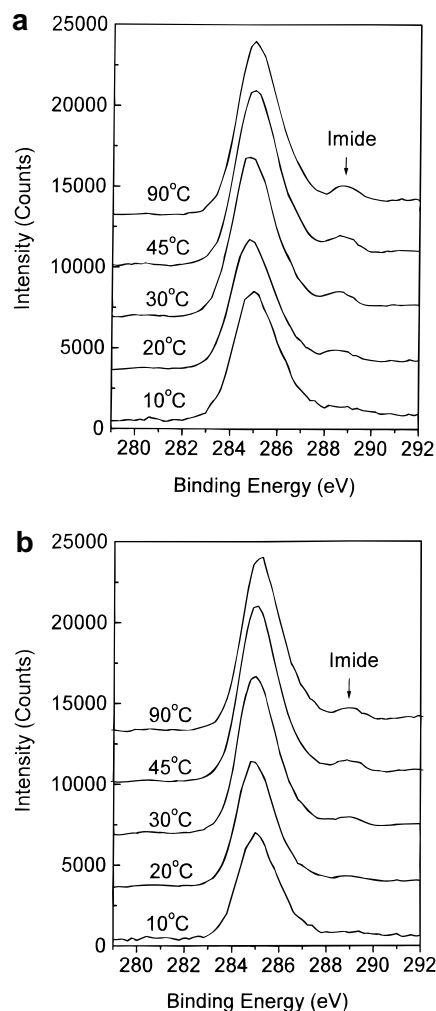 a
25000
20000
15000
10000
5000
0
Intensity (Counts)
Imide
90°C
45°C
30°C
20°C
10°C
280 282 284 286 288 290 292
Binding Energy (eV)
b
25000
20000
15000
10000
5000
0
Intensity (Counts)
Imide
90°C
45°C
30°C
20°C
10°C
280 282 284 286 288 290 292
Binding Energy (eV)